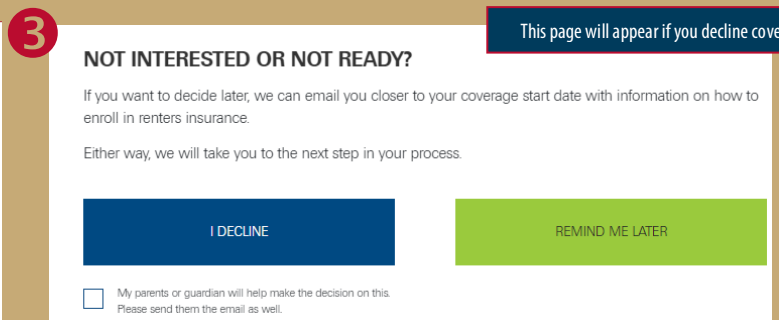 3
This page will appear if you decline
NOT INTERESTED OR NOT READY?
If you want to decide later, we can email you closer to your coverage start date with information on how to
enroll in renters insurance.
Either way, we will take you to the next step in your process.
I DECLINE
REMIND ME LATER
My parents or guardian will help make the decision on this.
Please send them the email as well.